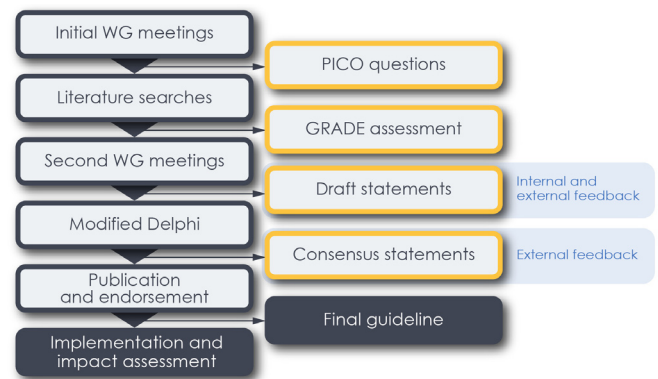 Initial WG meetings
PICO questions
Literature searches
GRADE assessment
Second WG meetings
Draft statements
Internal and
external feedback
Modified Delphi
Consensus statements
External feedback
Publication
and endorsement
Final guideline
Implementation and
impact assessment